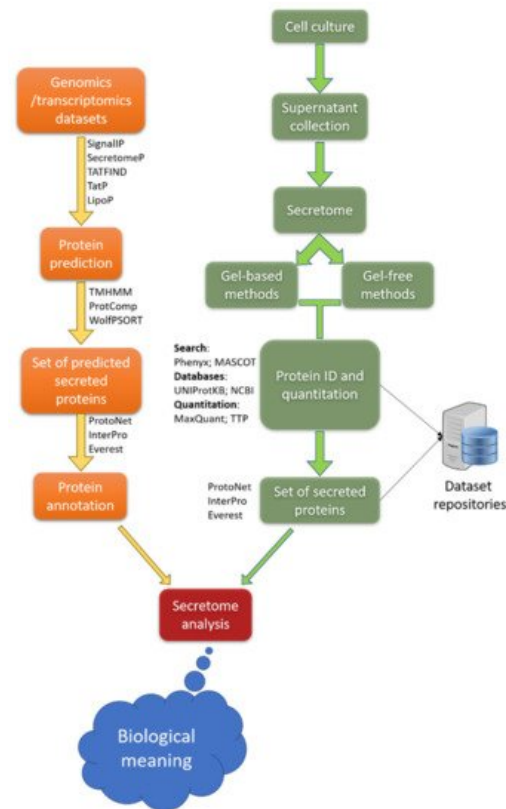 Genomics
/transcriptomics
datasets
SignalIP
SecretomeP
TATFIND
TatP
LipoP
Protein
prediction
TMHMM
ProtComp
WolfPSORT
Set of predicted
secreted
proteins
ProtoNet
InterPro
Everest
Protein
annotation
Cell culture
Supernatant
collection
Secretome
Gel-based
methods
Gel-free
methods
Search:
Phenyx; MASCOT
Databases:
UNIProtKB; NCBI
Quantitation:
MaxQuant; TTP
Protein ID and
quantitation
Dataset
repositories
ProtoNet
InterPro
Everest
Set of secreted
proteins
Secretome
analysis
Biological
meaning